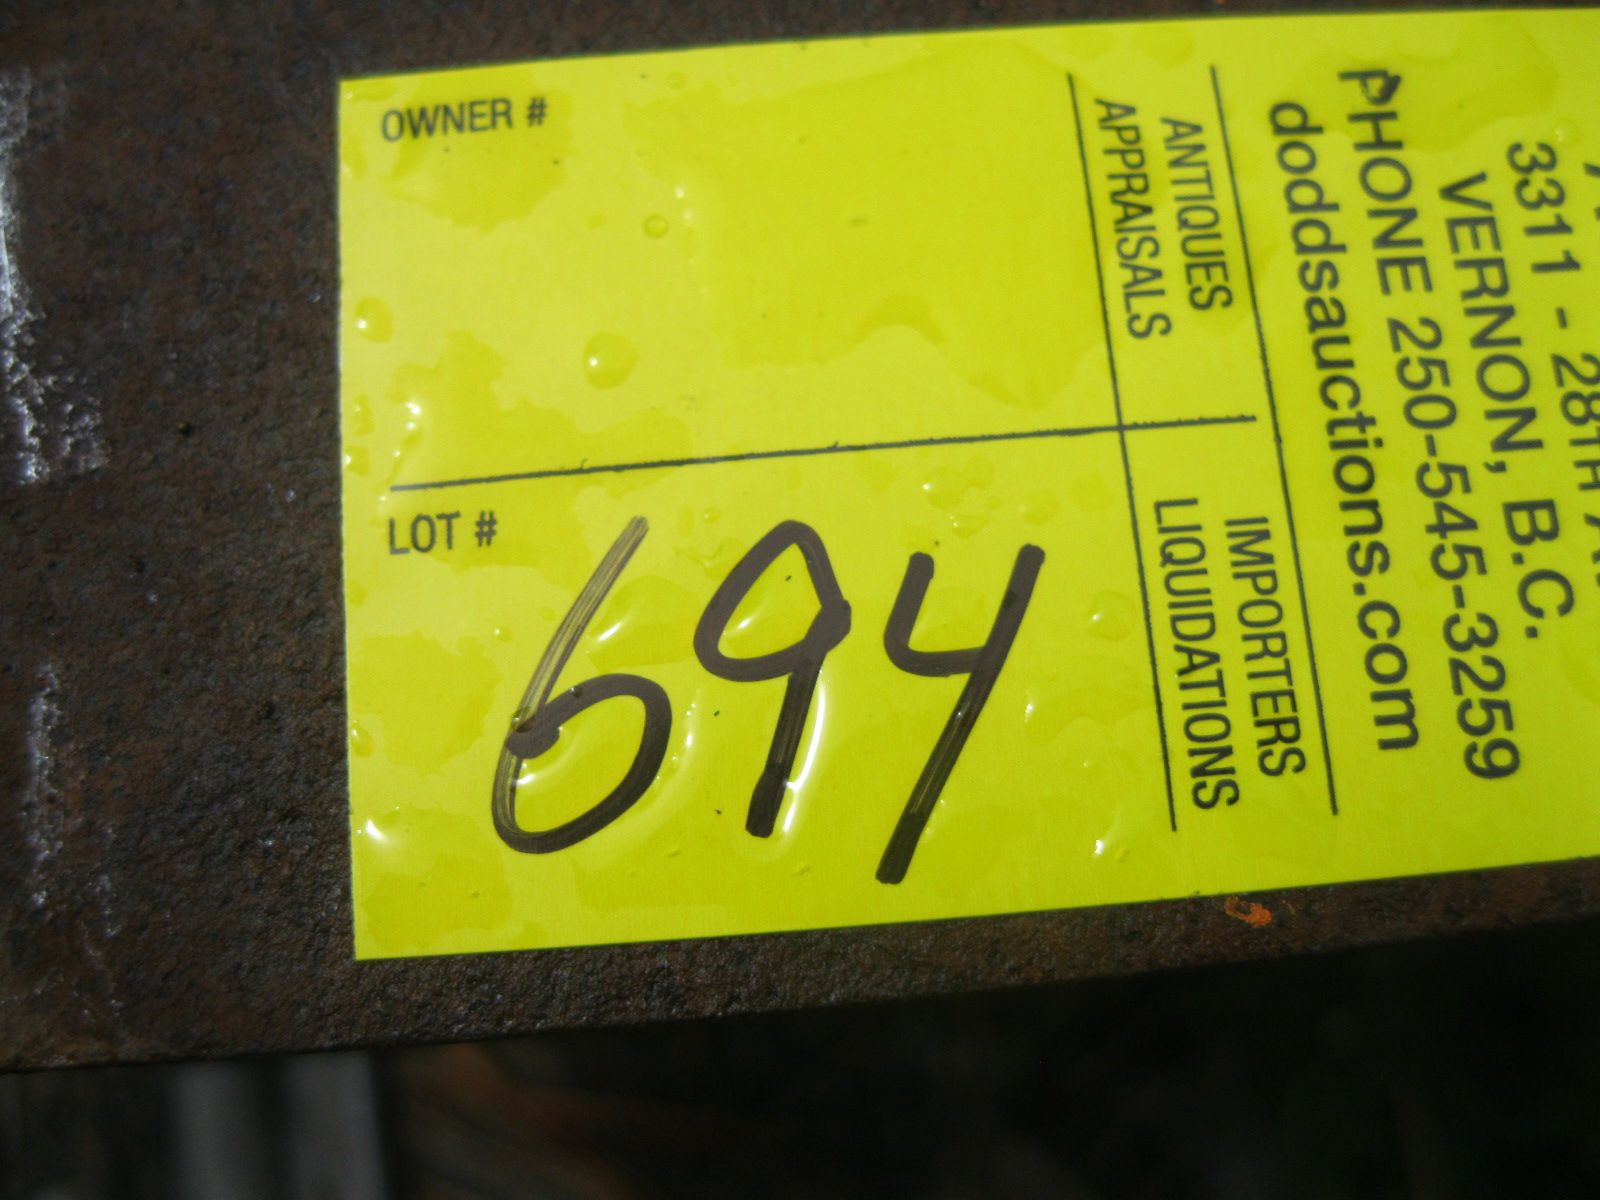 3311 - 28TH
VERNON, B.C.
PHONE 250-545-3259
doddsauctions.com
ANTIQUES
APPRAISALS
IMPORTERS
LIQUIDATIONS
OWNER #
LOT #
694